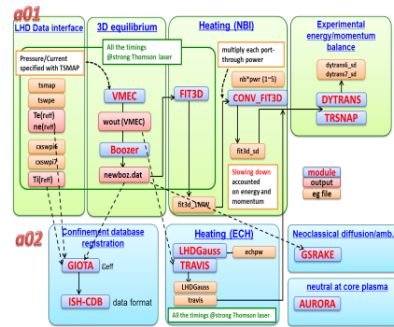 a01
LHD Data interface
Pressure/Current
specified with TSMAP
tsmap
tswpe
Te(reff)
ne(reff)
cxswpi6
cxswpi7
Ti(reff)
3D equilibrium
All the timings
@strong Thomson laser
VMEC
wout (VMEC)
Boozer
newboz.dat
Heating (NBI)
multiply each port-
through power
nb*pwr (1~5)
FIT3D
CONV_FIT3D
fit3d_sd
Slowing down
accounted
on energy and
momentum
Experimental
energy/momentum
balance
dytrans6_sd
dytrans7_sd
DYTRANS
TRSNAP
module
output
eg file
a02
Confinement database
registration
GIOTA
ISH-CDB
data format
Heating (ECH)
LHDGauss
echpw
TRAVIS
LHDGauss
travis
All the timings @strong Thomson laser
Neoclassical diffusion/amb.
GSRAKE
neutral at core plasma
AURORA